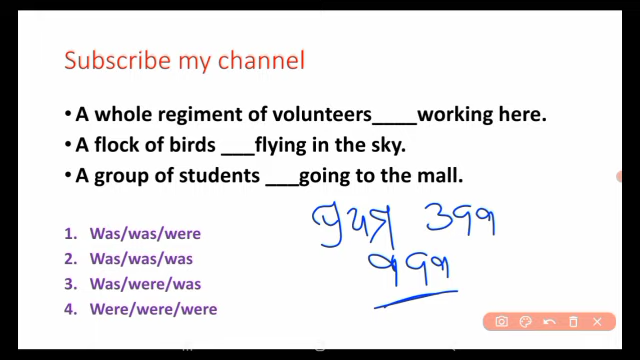 Subscribe my channel
• A whole regiment of volunteers____working here.
• A flock of birds ___flying in the sky.
• A group of students ___going to the mall.
1. Was/was/were
2. Was/was/was
3. Was/were/was
4. Were/were/were